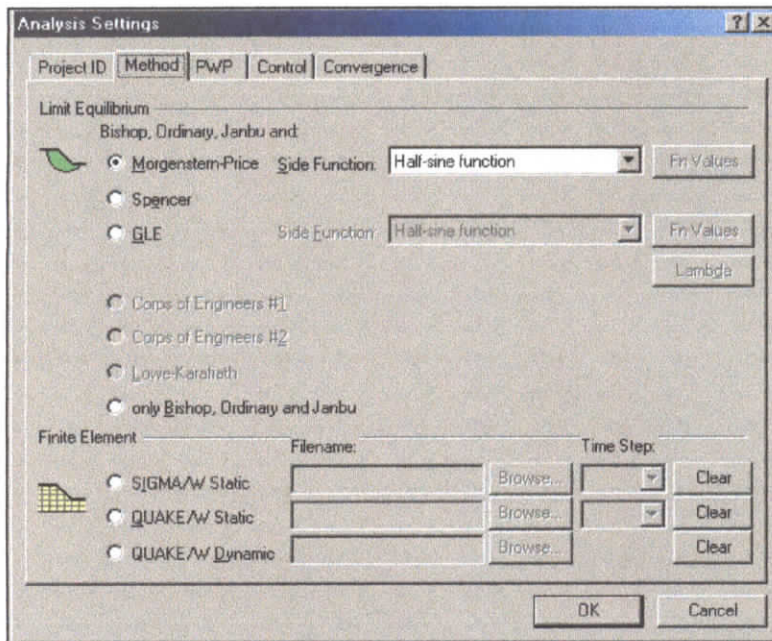 Analysis Settings
Project ID Method PWP Control Convergence
Limit Equilibrium
Bishop, Ordinary, Janbu and:
Morgenstern-Price Side Function: Half-sine function Fn Values
Spencer
GLE Side Function: Half-sine function Fn Values
Lambda
Corps of Engineers #1
Corps of Engineers #2
Lowe-Karafiath
only Bishop, Ordinary and Janbu
Finite Element
Filename: Time Step:
SIGMA/W Static Browse... Clear
QUAKE/W Static Browse... Clear
QUAKE/W Dynamic Browse... Clear
OK Cancel